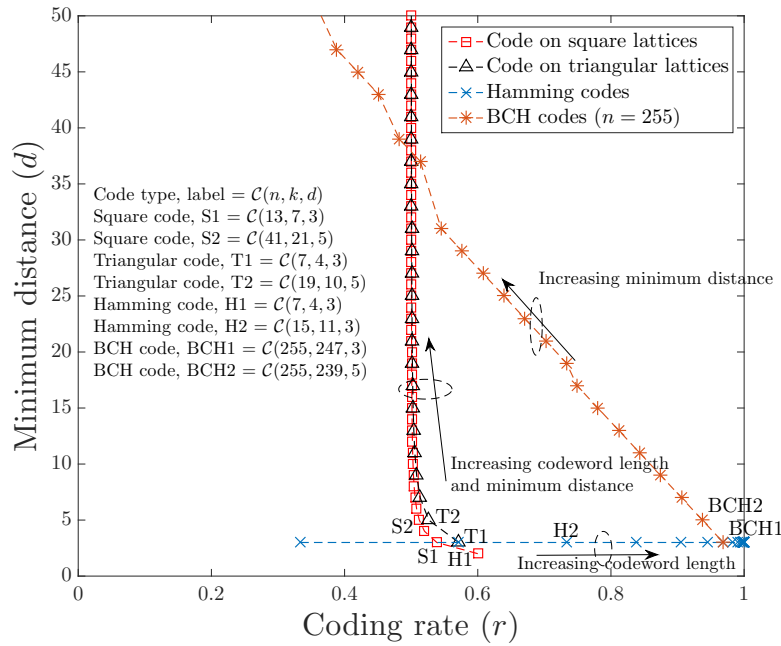 50
45
40
35
30
25
20
15
10
5
0
Minimum distance (d)
Code on square lattices
Code on triangular lattices
Hamming codes
BCH codes (n = 255)
Code type, label = C(n, k, d)
Square code, S1 = C(13, 7, 3)
Square code, S2 = C(41, 21, 5)
Triangular code, T1 = C(7, 4, 3)
Triangular code, T2 = C(19, 10, 5)
Hamming code, H1 = C(7, 4, 3)
Hamming code, H2 = C(15, 11, 3)
BCH code, BCH1 = C(255, 247, 3)
BCH code, BCH2 = C(255, 239, 5)
Increasing minimum distance
Increasing codeword length
and minimum distance
S2
T2
BCH2
S1
T1
H1
H2
BCH1
Increasing codeword length
0 0.2 0.4 0.6 0.8 1
Coding rate (r)